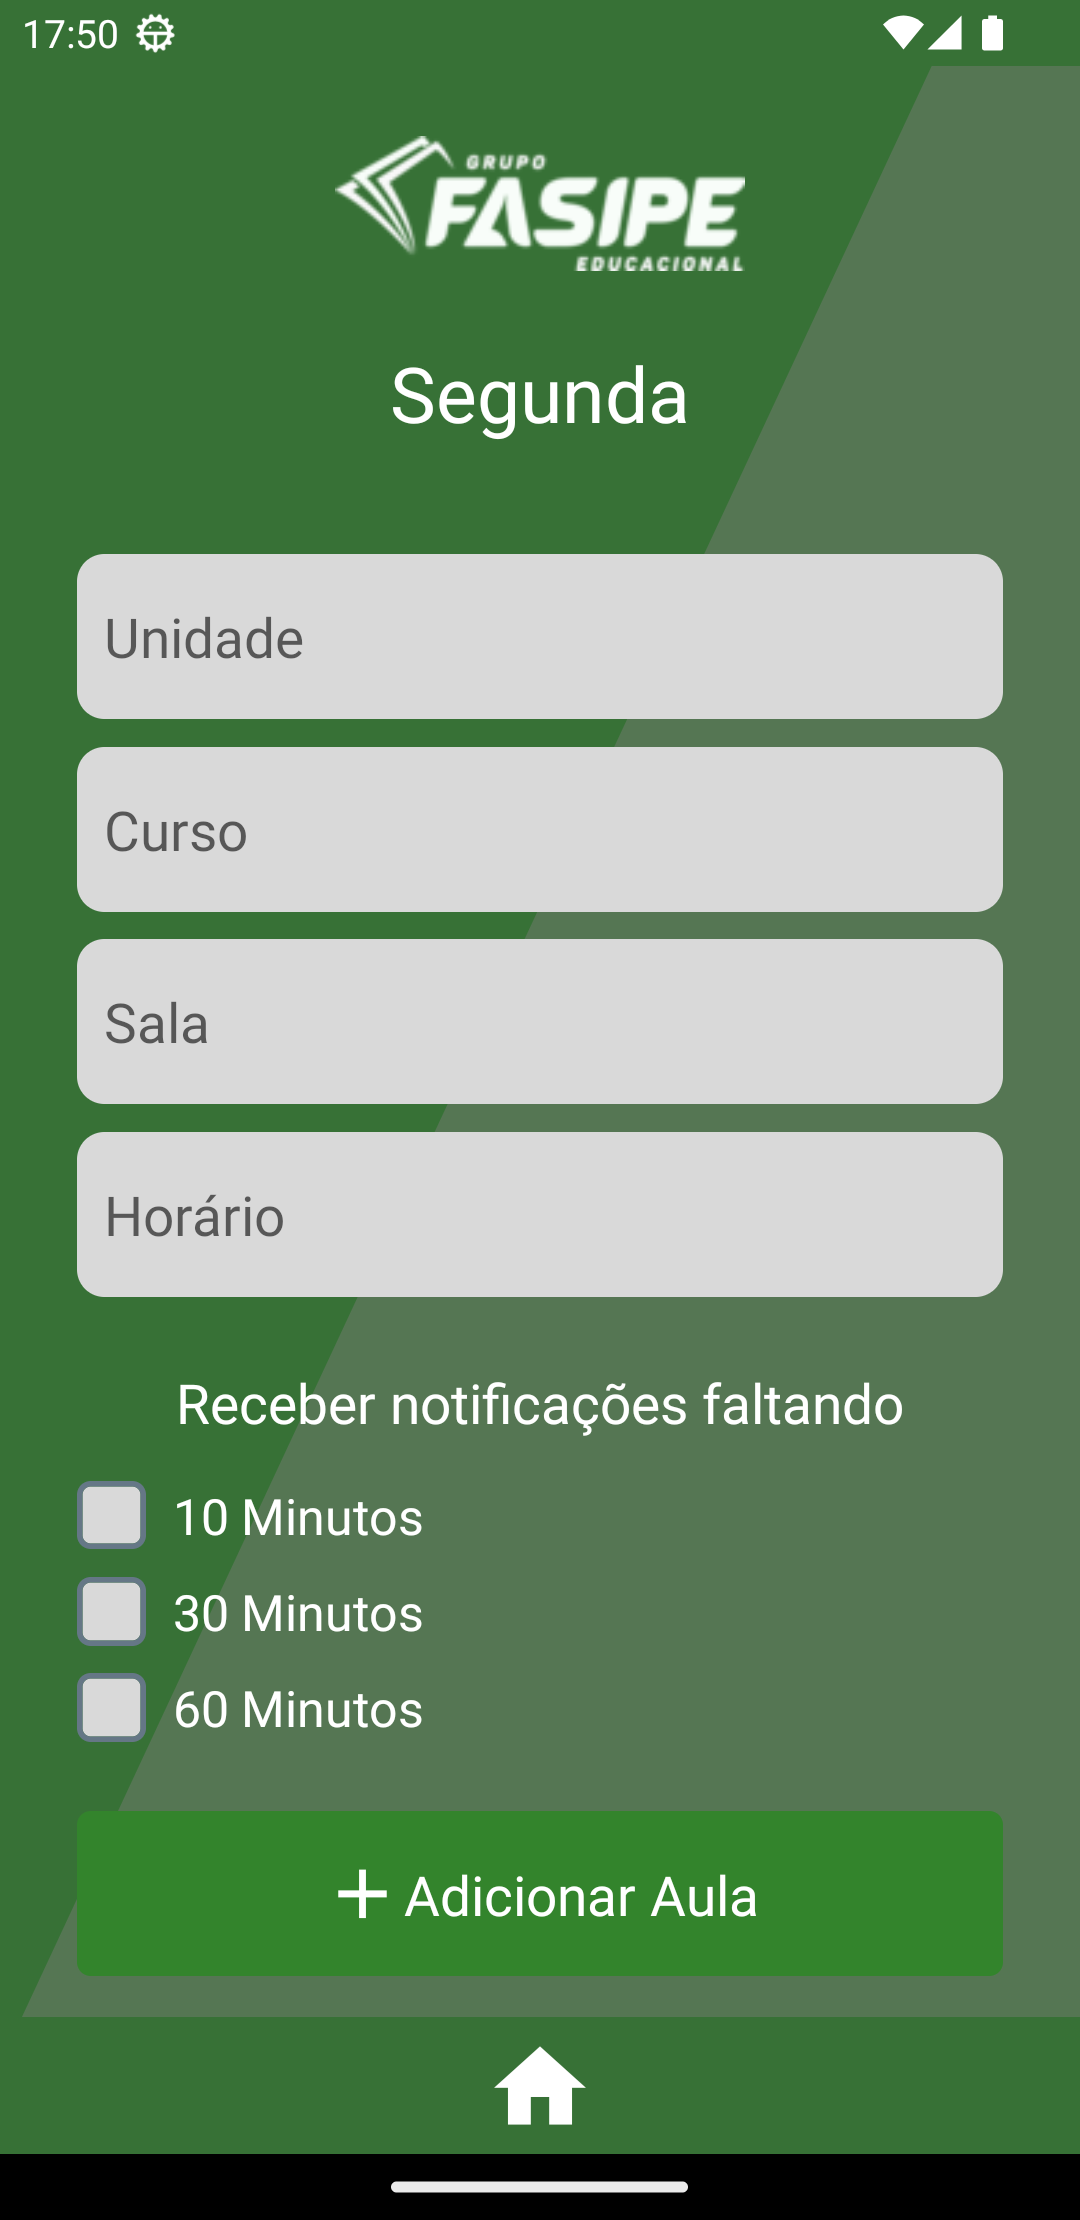 17:50
GRUPO
FASIPE
EDUCACIONAL
Segunda
Unidade
Curso
Sala
Horário
Receber notificações faltando
10 Minutos
30 Minutos
60 Minutos
+ Adicionar Aula